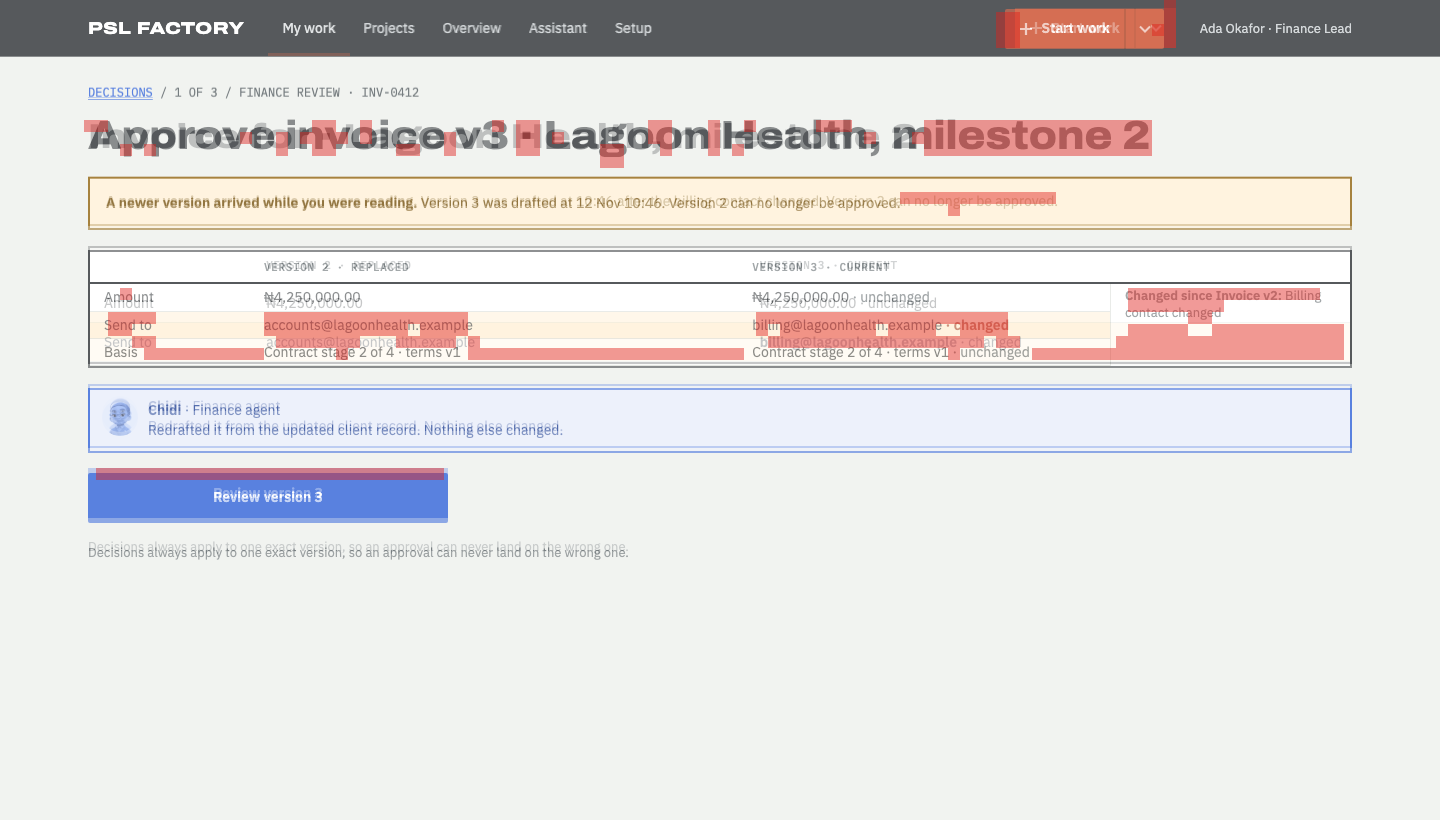 PSL FACTORY
My work
Projects
Overview
Assistant
Setup
Start work
Ada Okafor · Finance Lead
DECISIONS / 1 OF 3 / FINANCE REVIEW · INV-0412
Approve invoice v3 · Lagoon Health, milestone 2
A newer version arrived while you were reading. Version 3 was drafted at 12 Nov 10:46. Version 2 can no longer be approved.
VERSION 2 · REPLACED VERSION 3 · CURRENT
Amount ₦4,250,000.00 ₦4,250,000.00 · unchanged
Changed since Invoice v2: Billing
contact changed
Send to accounts@lagoonhealth.example billing@lagoonhealth.example · changed
Basis Contract stage 2 of 4 · terms v1 Contract stage 2 of 4 · terms v1 · unchanged
Chidi · Finance agent
Redrafted it from the updated client record. Nothing else changed.
Review version 3
Decisions always apply to one exact version, so an approval can never land on the wrong one.